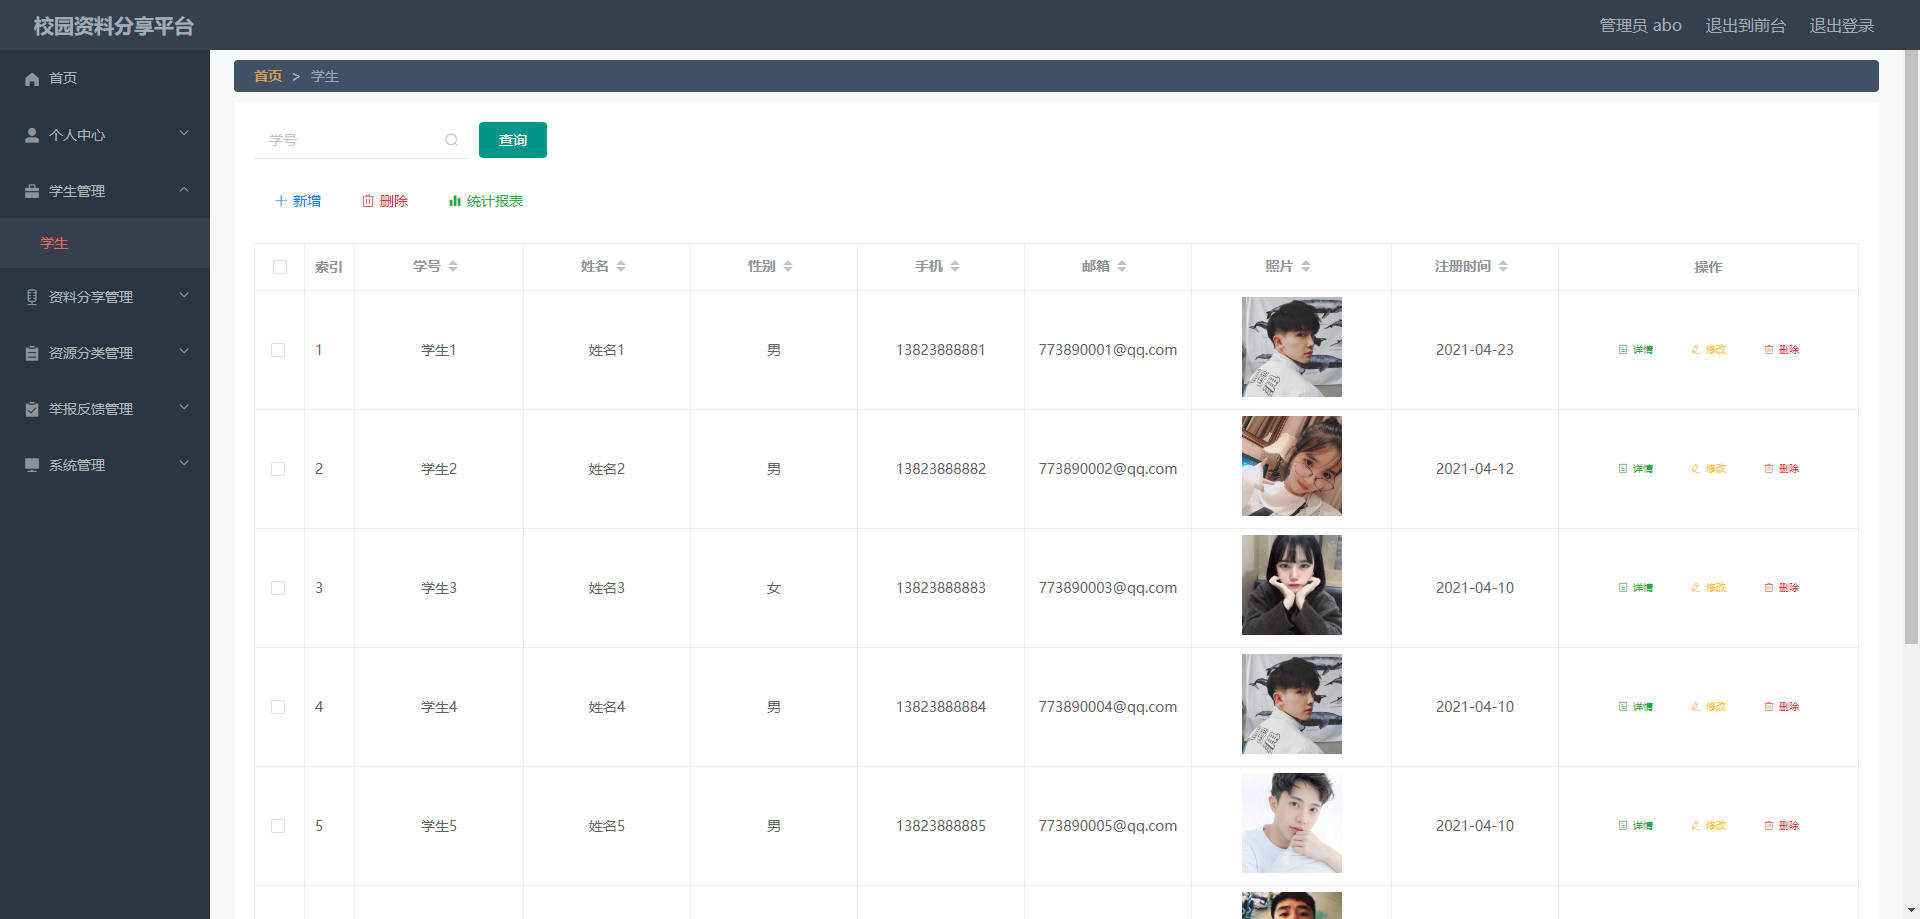 校园资料分享平台
管理员 abo 退出到前台 退出登录
首页
个人中心
学生管理
学生
资料分享管理
资源分类管理
举报反馈管理
系统管理
首页 > 学生
学号 查询
新增 删除 统计报表
索引 学号 姓名 性别 手机 邮箱 照片 注册时间 操作
1 学生1 姓名1 男 13823888881 773890001@qq.com 2021-04-23 详情 修改 删除
2 学生2 姓名2 男 13823888882 773890002@qq.com 2021-04-12 详情 修改 删除
3 学生3 姓名3 女 13823888883 773890003@qq.com 2021-04-10 详情 修改 删除
4 学生4 姓名4 男 13823888884 773890004@qq.com 2021-04-10 详情 修改 删除
5 学生5 姓名5 男 13823888885 773890005@qq.com 2021-04-10 详情 修改 删除